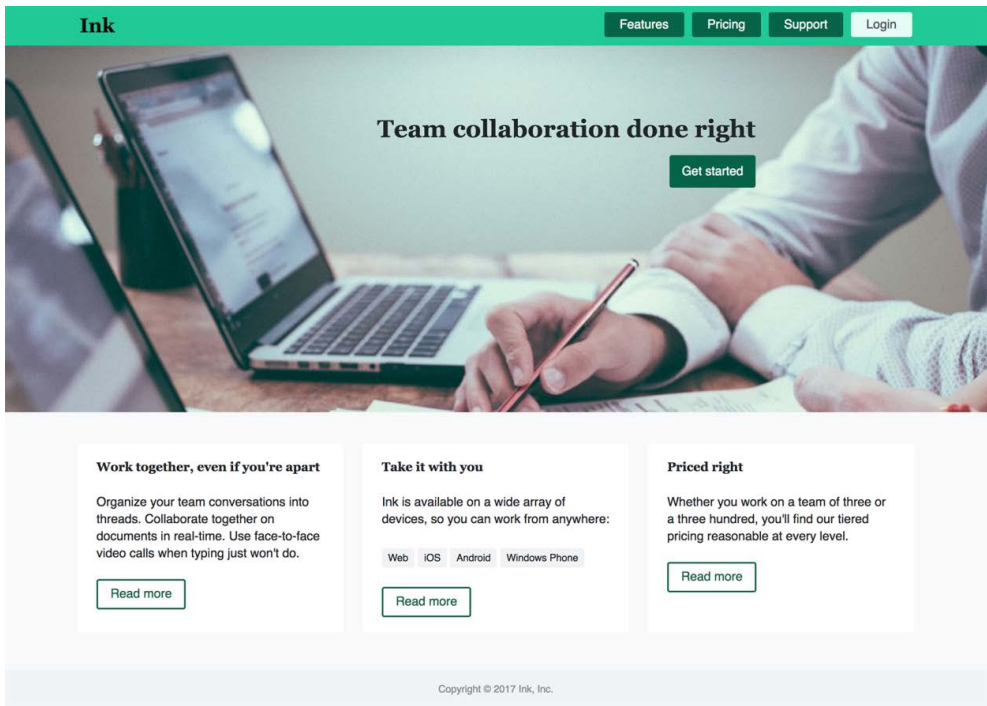 Ink
Features
Pricing
Support
Login
Team collaboration done right
Get started
Work together, even if you're apart
Organize your team conversations into
threads. Collaborate together on
documents in real-time. Use face-to-face
video calls when typing just won't do.
Read more
Take it with you
Ink is available on a wide array of
devices, so you can work from anywhere:
Web
iOS
Android
Windows Phone
Read more
Priced right
Whether you work on a team of three or
a three hundred, you'll find our tiered
pricing reasonable at every level.
Read more
Copyright © 2017 Ink, Inc.